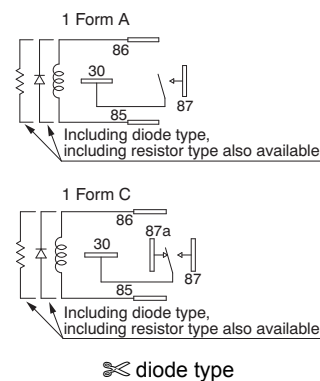 1 Form A
86
30
87
85
Including diode type,
including resistor type also available
1 Form C
86
87a
30
87
85
Including diode type,
including resistor type also available
✂ diode type